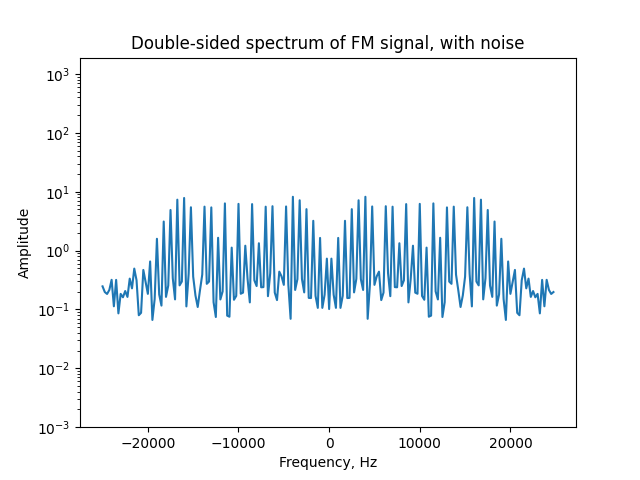 Double-sided spectrum of FM signal, with noise
10³
10²
10¹
10⁰
10⁻¹
10⁻²
10⁻³
Amplitude
−20000 −10000 0 10000 20000
Frequency, Hz